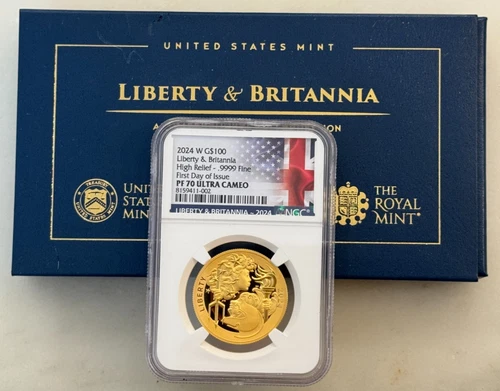 UNITED STATES MINT
LIBERTY & BRITANNIA
2024 W G$100
Liberty & Britannia
High Relief - .9999 Fine
First Day of Issue
PF 70 ULTRA CAMEO
8159411-002
LIBERTY & BRITANNIA - 2024
NGC
UNITED
STATES
MINT
THE
ROYAL
MINT®
LIBERTY